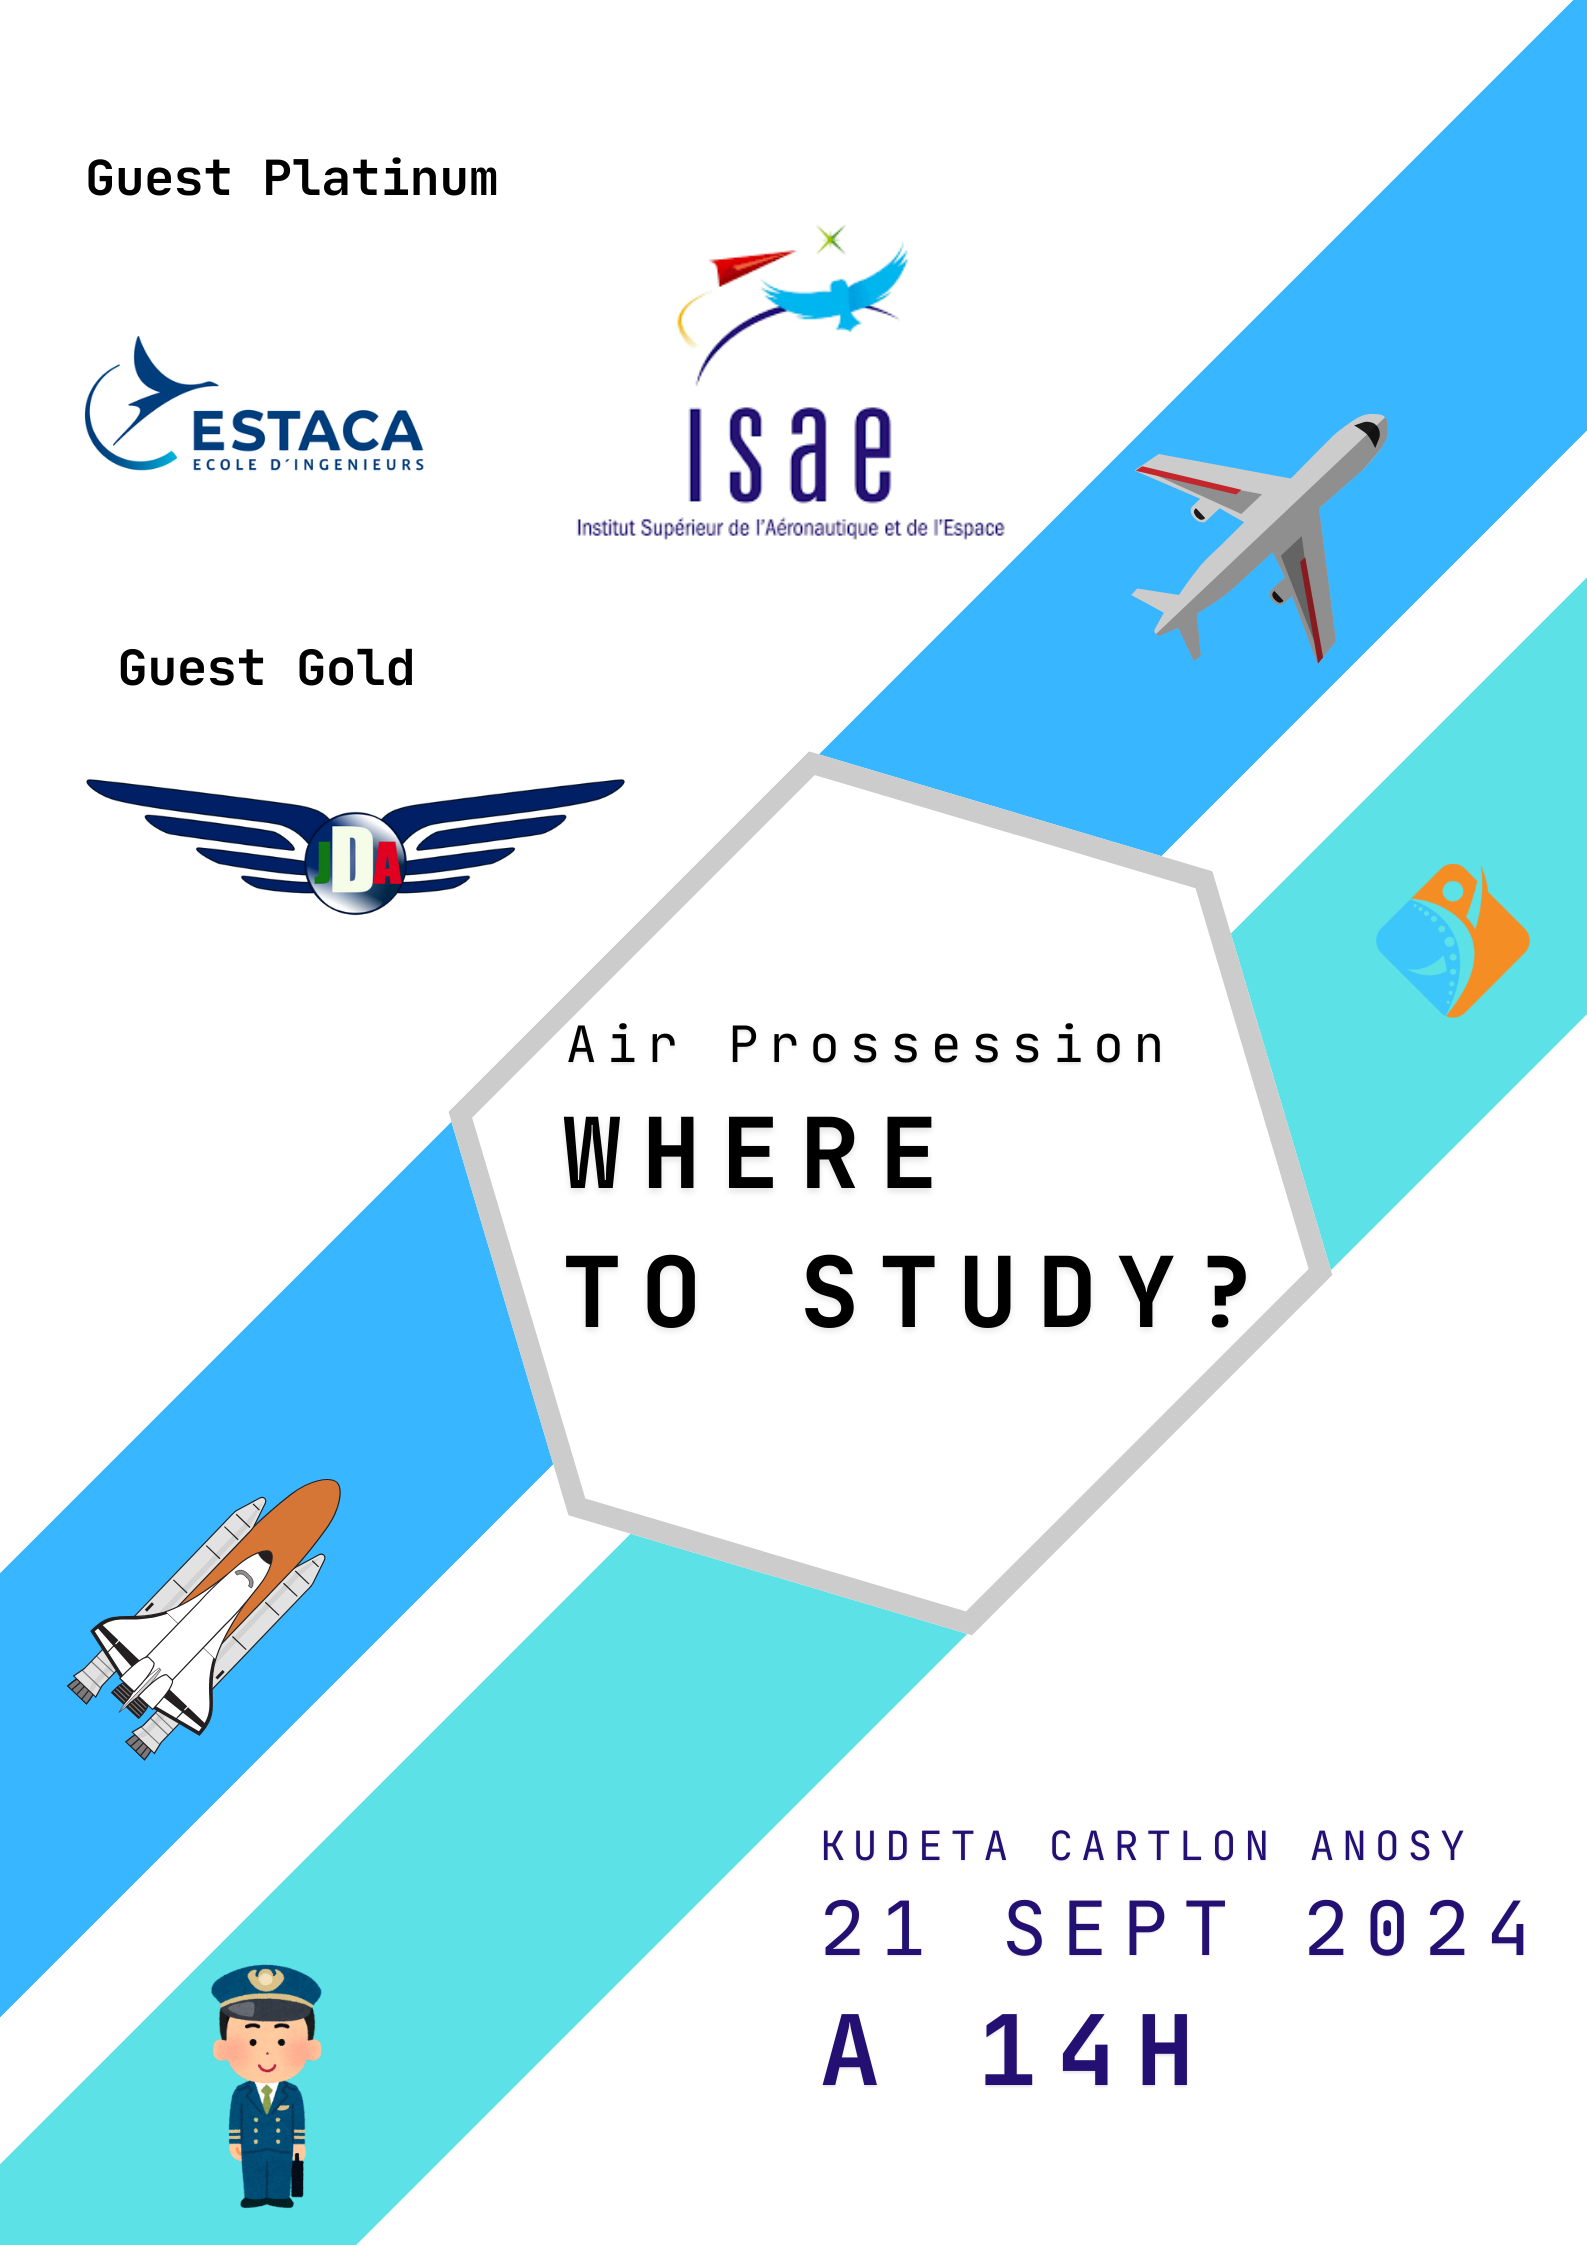 Guest Platinum
ESTACA
ECOLE D'INGENIEURS
isae
Institut Supérieur de l'Aéronautique et de l'Espace
Guest Gold
JDA
Air Prossession
WHERE
TO STUDY?
KUDETA CARTLON ANOSY
21 SEPT 2024
A 14H